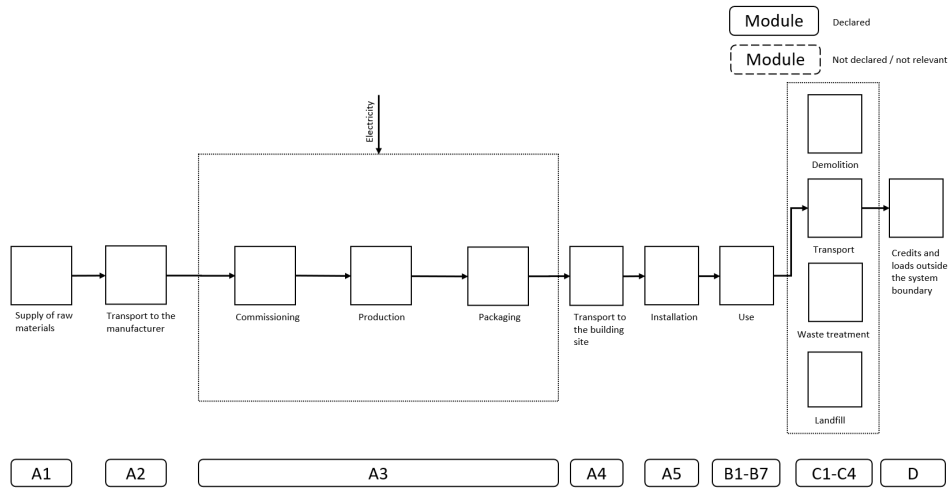 Module
Declared
Module
Not declared / not relevant
Electricity
Demolition
Supply of raw
materials
Transport to the
manufacturer
Commissioning
Production
Packaging
Transport to
the building
site
Installation
Use
Transport
Credits and
loads outside
the system
boundary
Waste treatment
Landfill
A1
A2
A3
A4
A5
B1-B7
C1-C4
D